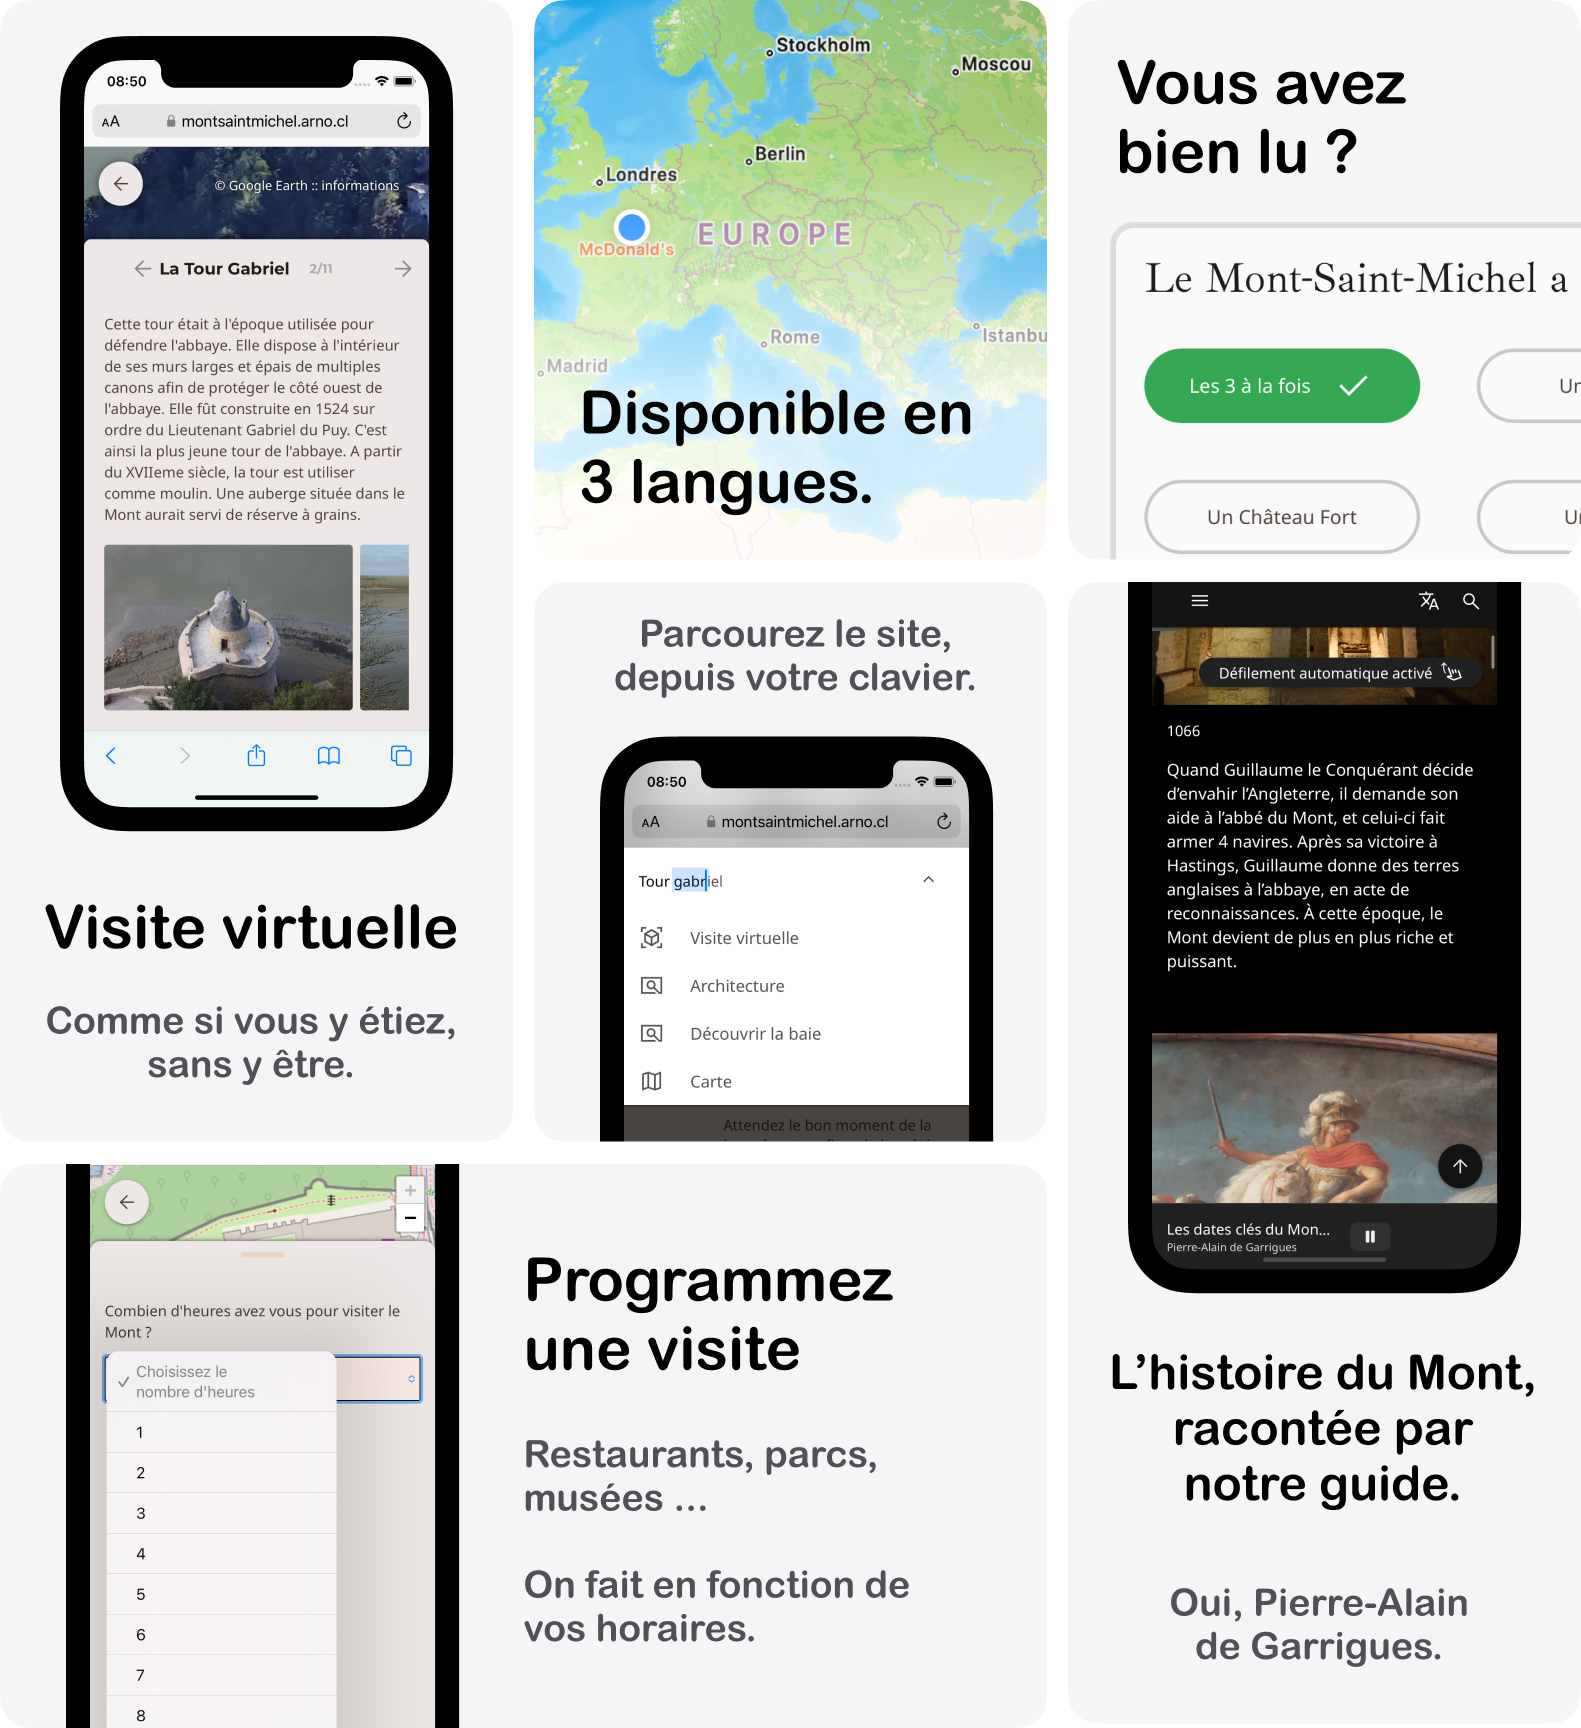 08:50
AA montsaintmichel.arno.cl
© Google Earth :: informations
La Tour Gabriel 2/11
Cette tour était à l'époque utilisée pour
défendre l'abbaye. Elle dispose à l'intérieur
de ses murs larges et épais de multiples
canons afin de protéger le côté ouest de
l'abbaye. Elle fût construite en 1524 sur
ordre du Lieutenant Gabriel du Puy. C'est
ainsi la plus jeune tour de l'abbaye. A partir
du XVIIeme siècle, la tour est utiliser
comme moulin. Une auberge située dans le
Mont aurait servi de réserve à grains.
Visite virtuelle
Comme si vous y étiez,
sans y être.
Stockholm
Moscou
Berlin
Londres
EUROPE
McDonald's
Rome
Istanbu
Madrid
Disponible en
3 langues.
Vous avez
bien lu ?
Le Mont-Saint-Michel a
Les 3 à la fois
Un Château Fort
Parcourez le site,
depuis votre clavier.
08:50
AA montsaintmichel.arno.cl
Tour gabriel
Visite virtuelle
Architecture
Découvrir la baie
Carte
Attendez le bon moment de la
Défilement automatique activé
1066
Quand Guillaume le Conquérant décide
d’envahir l’Angleterre, il demande son
aide à l’abbé du Mont, et celui-ci fait
armer 4 navires. Après sa victoire à
Hastings, Guillaume donne des terres
anglaises à l’abbaye, en acte de
reconnaissances. À cette époque, le
Mont devient de plus en plus riche et
puissant.
Les dates clés du Mon...
Pierre-Alain de Garrigues
L’histoire du Mont,
racontée par
notre guide.
Oui, Pierre-Alain
de Garrigues.
Combien d'heures avez vous pour visiter le
Mont ?
Choisissez le
nombre d'heures
1
2
3
4
5
6
7
8
Programmez
une visite
Restaurants, parcs,
musées ...
On fait en fonction de
vos horaires.